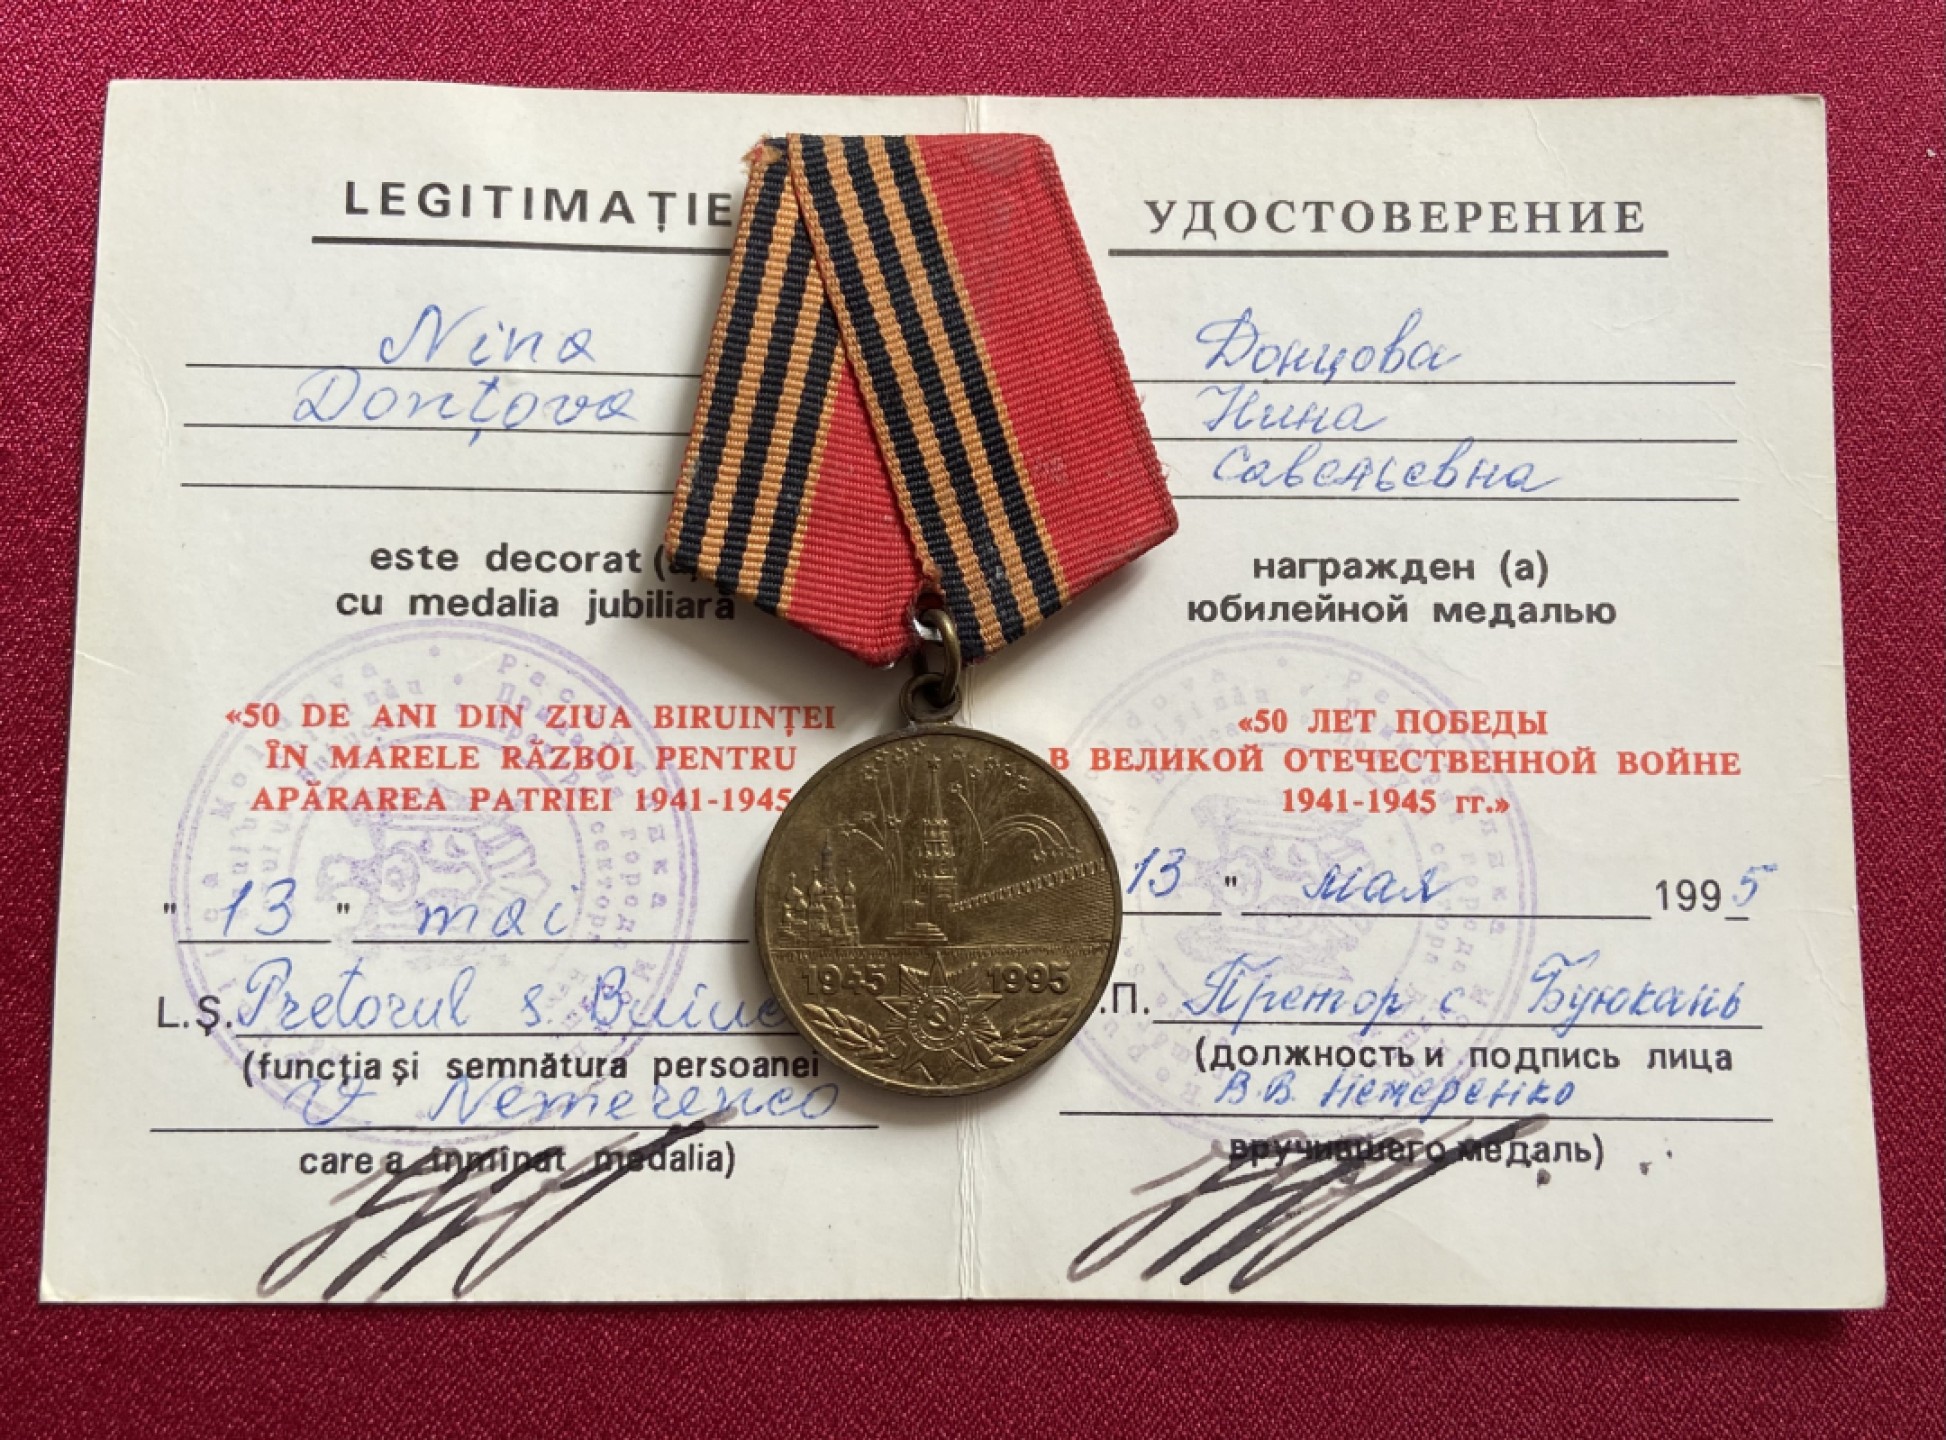 LEGITIMAȚIE
Nina
Donțova
este decorat (a)
cu medalia jubiliară
«50 DE ANI DIN ZIUA BIRUINȚEI
ÎN MARELE RĂZBOI PENTRU
APĂRAREA PATRIEI 1941-1945
"13" mai
L.Ș. Pretorul s. Buiuc
(funcția și semnătura persoanei
V. Nemerenco
care a înmînat medalia)
УДОСТОВЕРЕНИЕ
Донцова
Нина
Савельевна
награжден (а)
юбилейной медалью
«50 ЛЕТ ПОБЕДЫ
В ВЕЛИКОЙ ОТЕЧЕСТВЕННОЙ ВОЙНЕ
1941-1945 гг.»
13" мая 1995
.П. Претор с Буюкань
(должность и подпись лица
В.В. Немеренко
вручившего медаль)
1945 1995